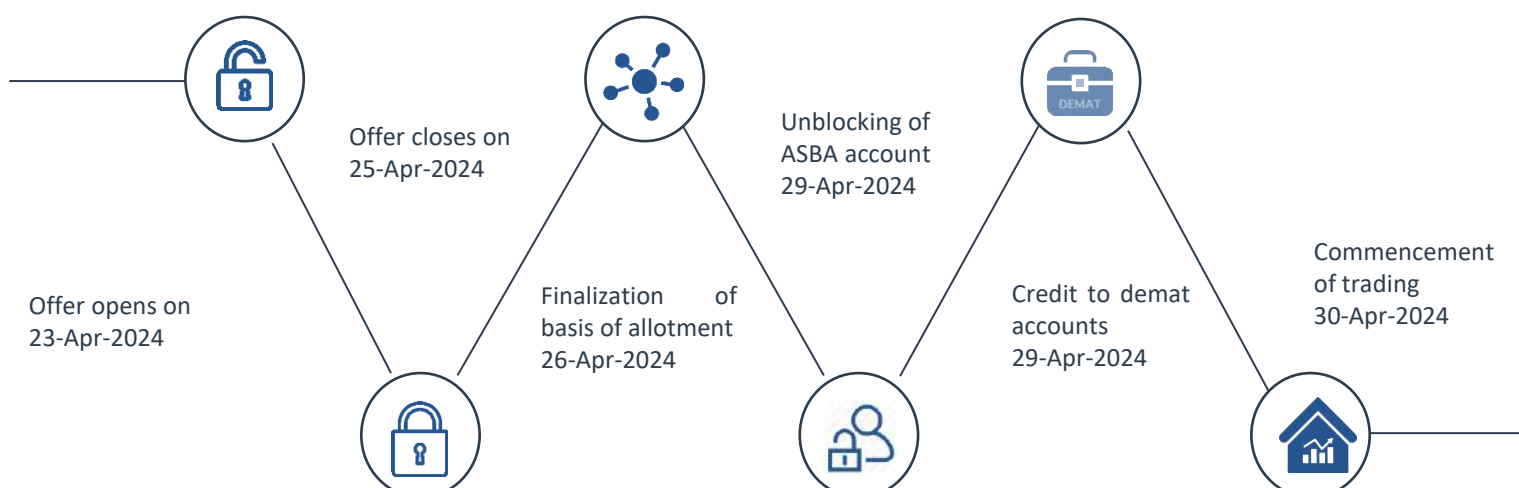 Offer opens on
23-Apr-2024
Offer closes on
25-Apr-2024
Finalization of
basis of allotment
26-Apr-2024
Unblocking of
ASBA account
29-Apr-2024
DEMAT
Credit to demat
accounts
29-Apr-2024
Commencement
of trading
30-Apr-2024